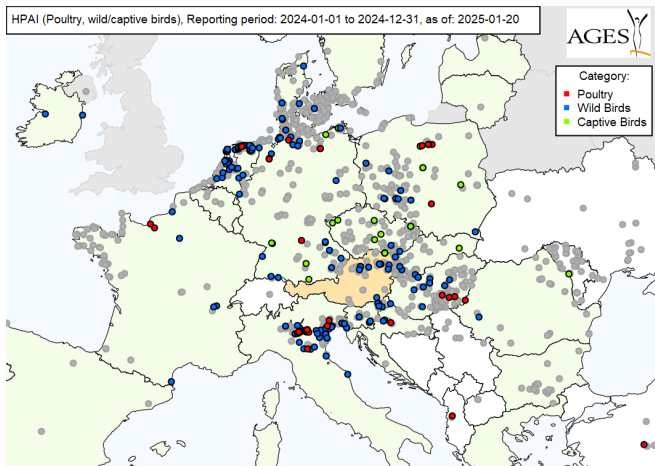 HPAI (Poultry, wild/captive birds), Reporting period: 2024-01-01 to 2024-12-31, as of: 2025-01-20
AGES
Category:
Poultry
Wild Birds
Captive Birds